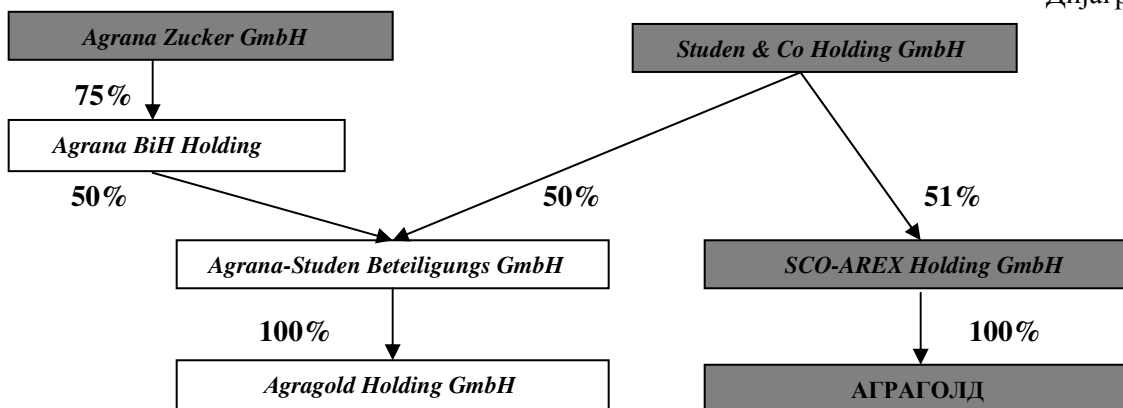 Agrana Zucker GmbH
Studen & Co Holding GmbH
75%
Agrana BiH Holding
50%
50%
51%
Agrana-Studen Beteiligungs GmbH
SCO-AREX Holding GmbH
100%
100%
Agragold Holding GmbH
АГРАГОЛД